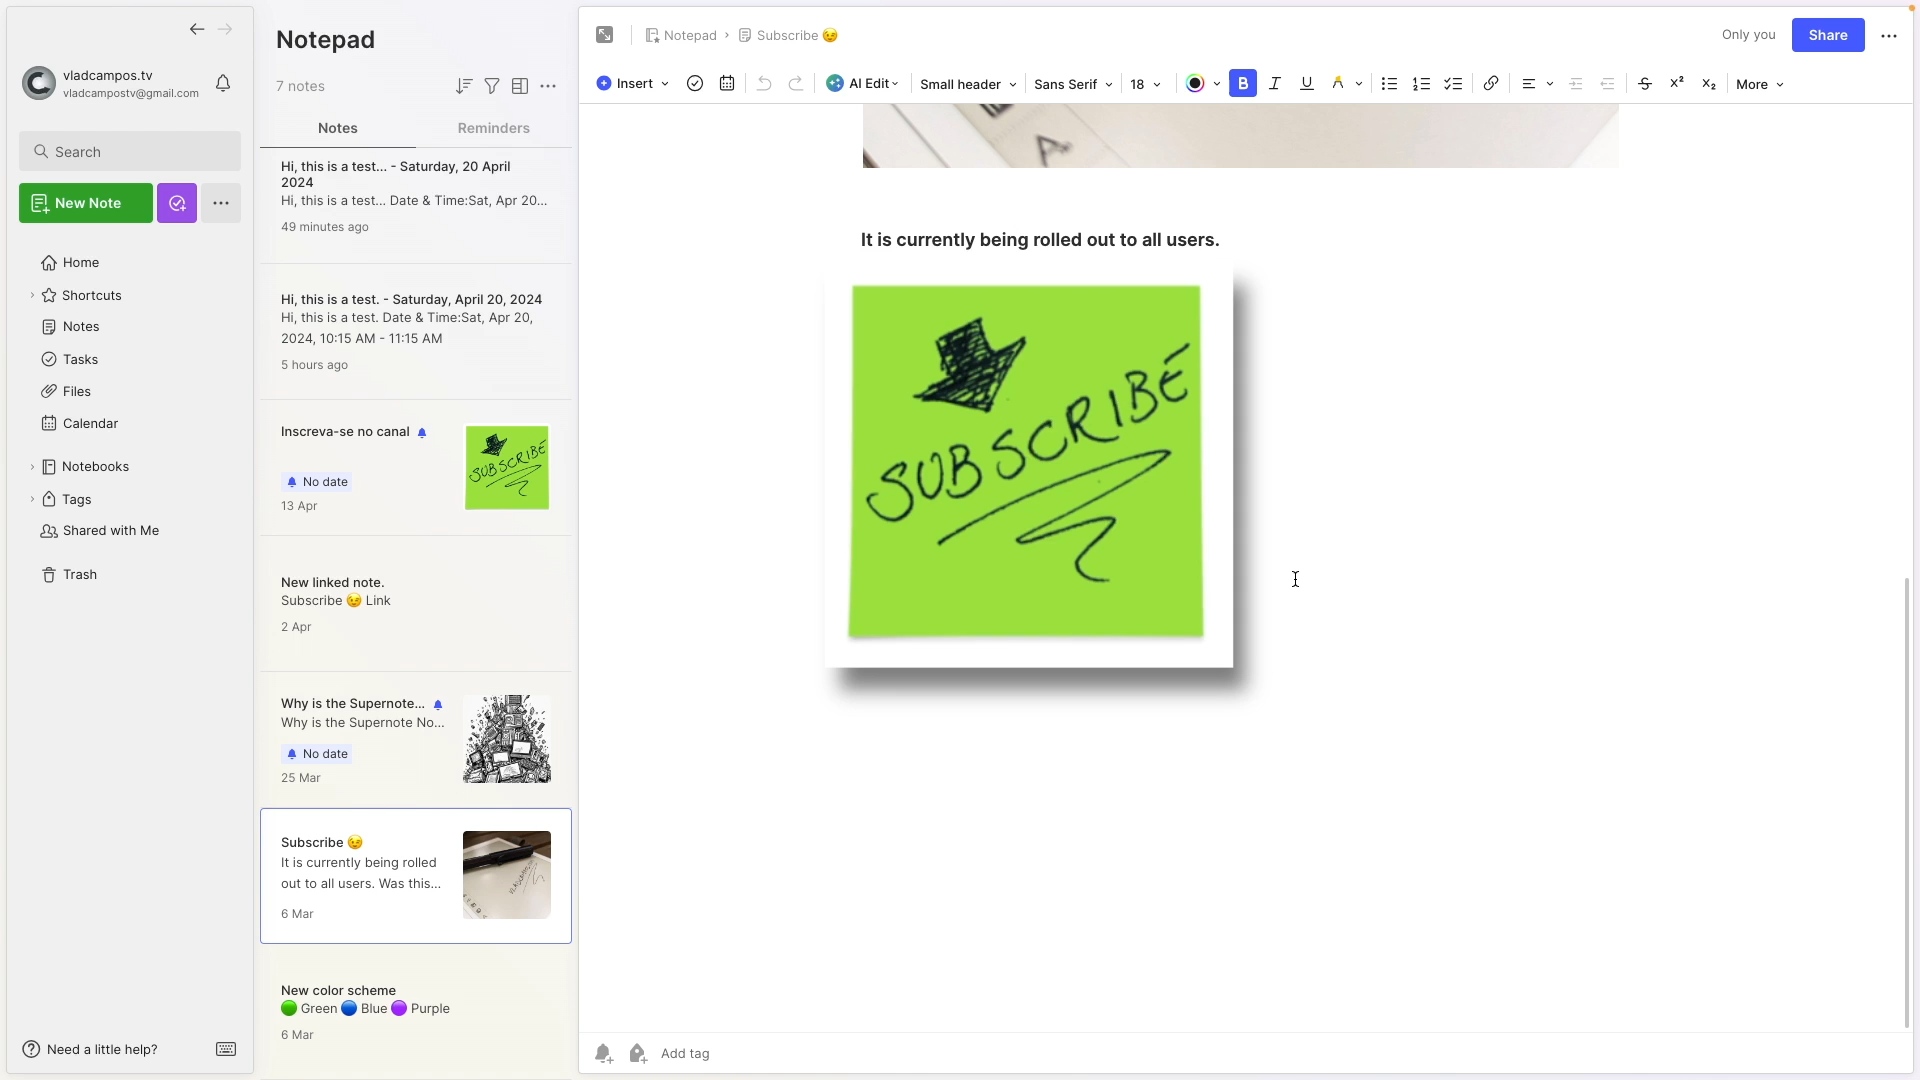 vladcampos.tv
vladcampostv@gmail.com
Search
New Note
Home
Shortcuts
Notes
Tasks
Files
Calendar
Notebooks
Tags
Shared with Me
Trash
Need a little help?
Notepad
7 notes
Notes Reminders
Hi, this is a test... - Saturday, 20 April
2024
Hi, this is a test... Date & Time:Sat, Apr 20...
49 minutes ago
Hi, this is a test. - Saturday, April 20, 2024
Hi, this is a test. Date & Time:Sat, Apr 20,
2024, 10:15 AM - 11:15 AM
5 hours ago
Inscreva-se no canal
No date
13 Apr
SUBSCRIBE
New linked note.
Subscribe 😉 Link
2 Apr
Why is the Supernote...
Why is the Supernote No...
No date
25 Mar
Subscribe 😉
It is currently being rolled
out to all users. Was this...
6 Mar
New color scheme
🟢 Green 🔵 Blue 🟣 Purple
6 Mar
Notepad › Subscribe 😉
Only you Share
Insert AI Edit Small header Sans Serif 18 B I U A S X² X₂ More
A
It is currently being rolled out to all users.
SUBSCRIBE
Add tag